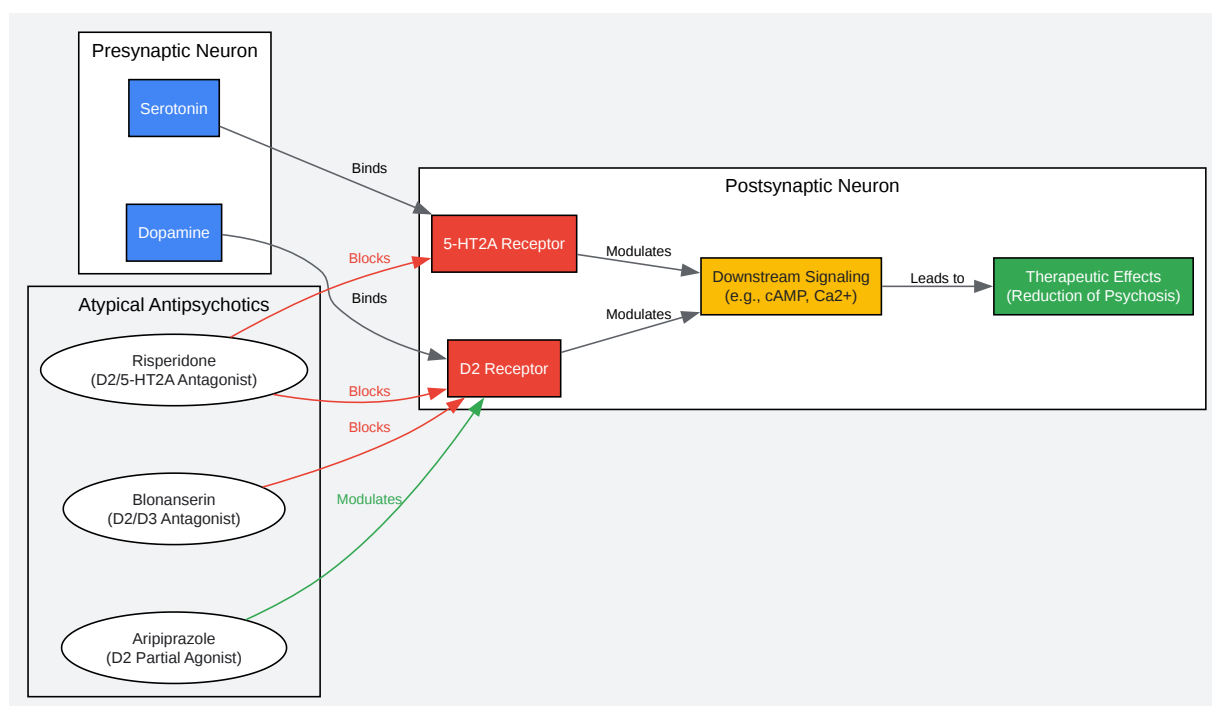 Presynaptic Neuron
Serotonin
Dopamine
Binds
Binds
Atypical Antipsychotics
Risperidone
(D2/5-HT2A Antagonist)
Blonanserin
(D2/D3 Antagonist)
Aripiprazole
(D2 Partial Agonist)
Blocks
Blocks
Blocks
Modulates
Postsynaptic Neuron
5-HT2A Receptor
D2 Receptor
Modulates
Modulates
Downstream Signaling
(e.g., cAMP, Ca2+)
Leads to
Therapeutic Effects
(Reduction of Psychosis)